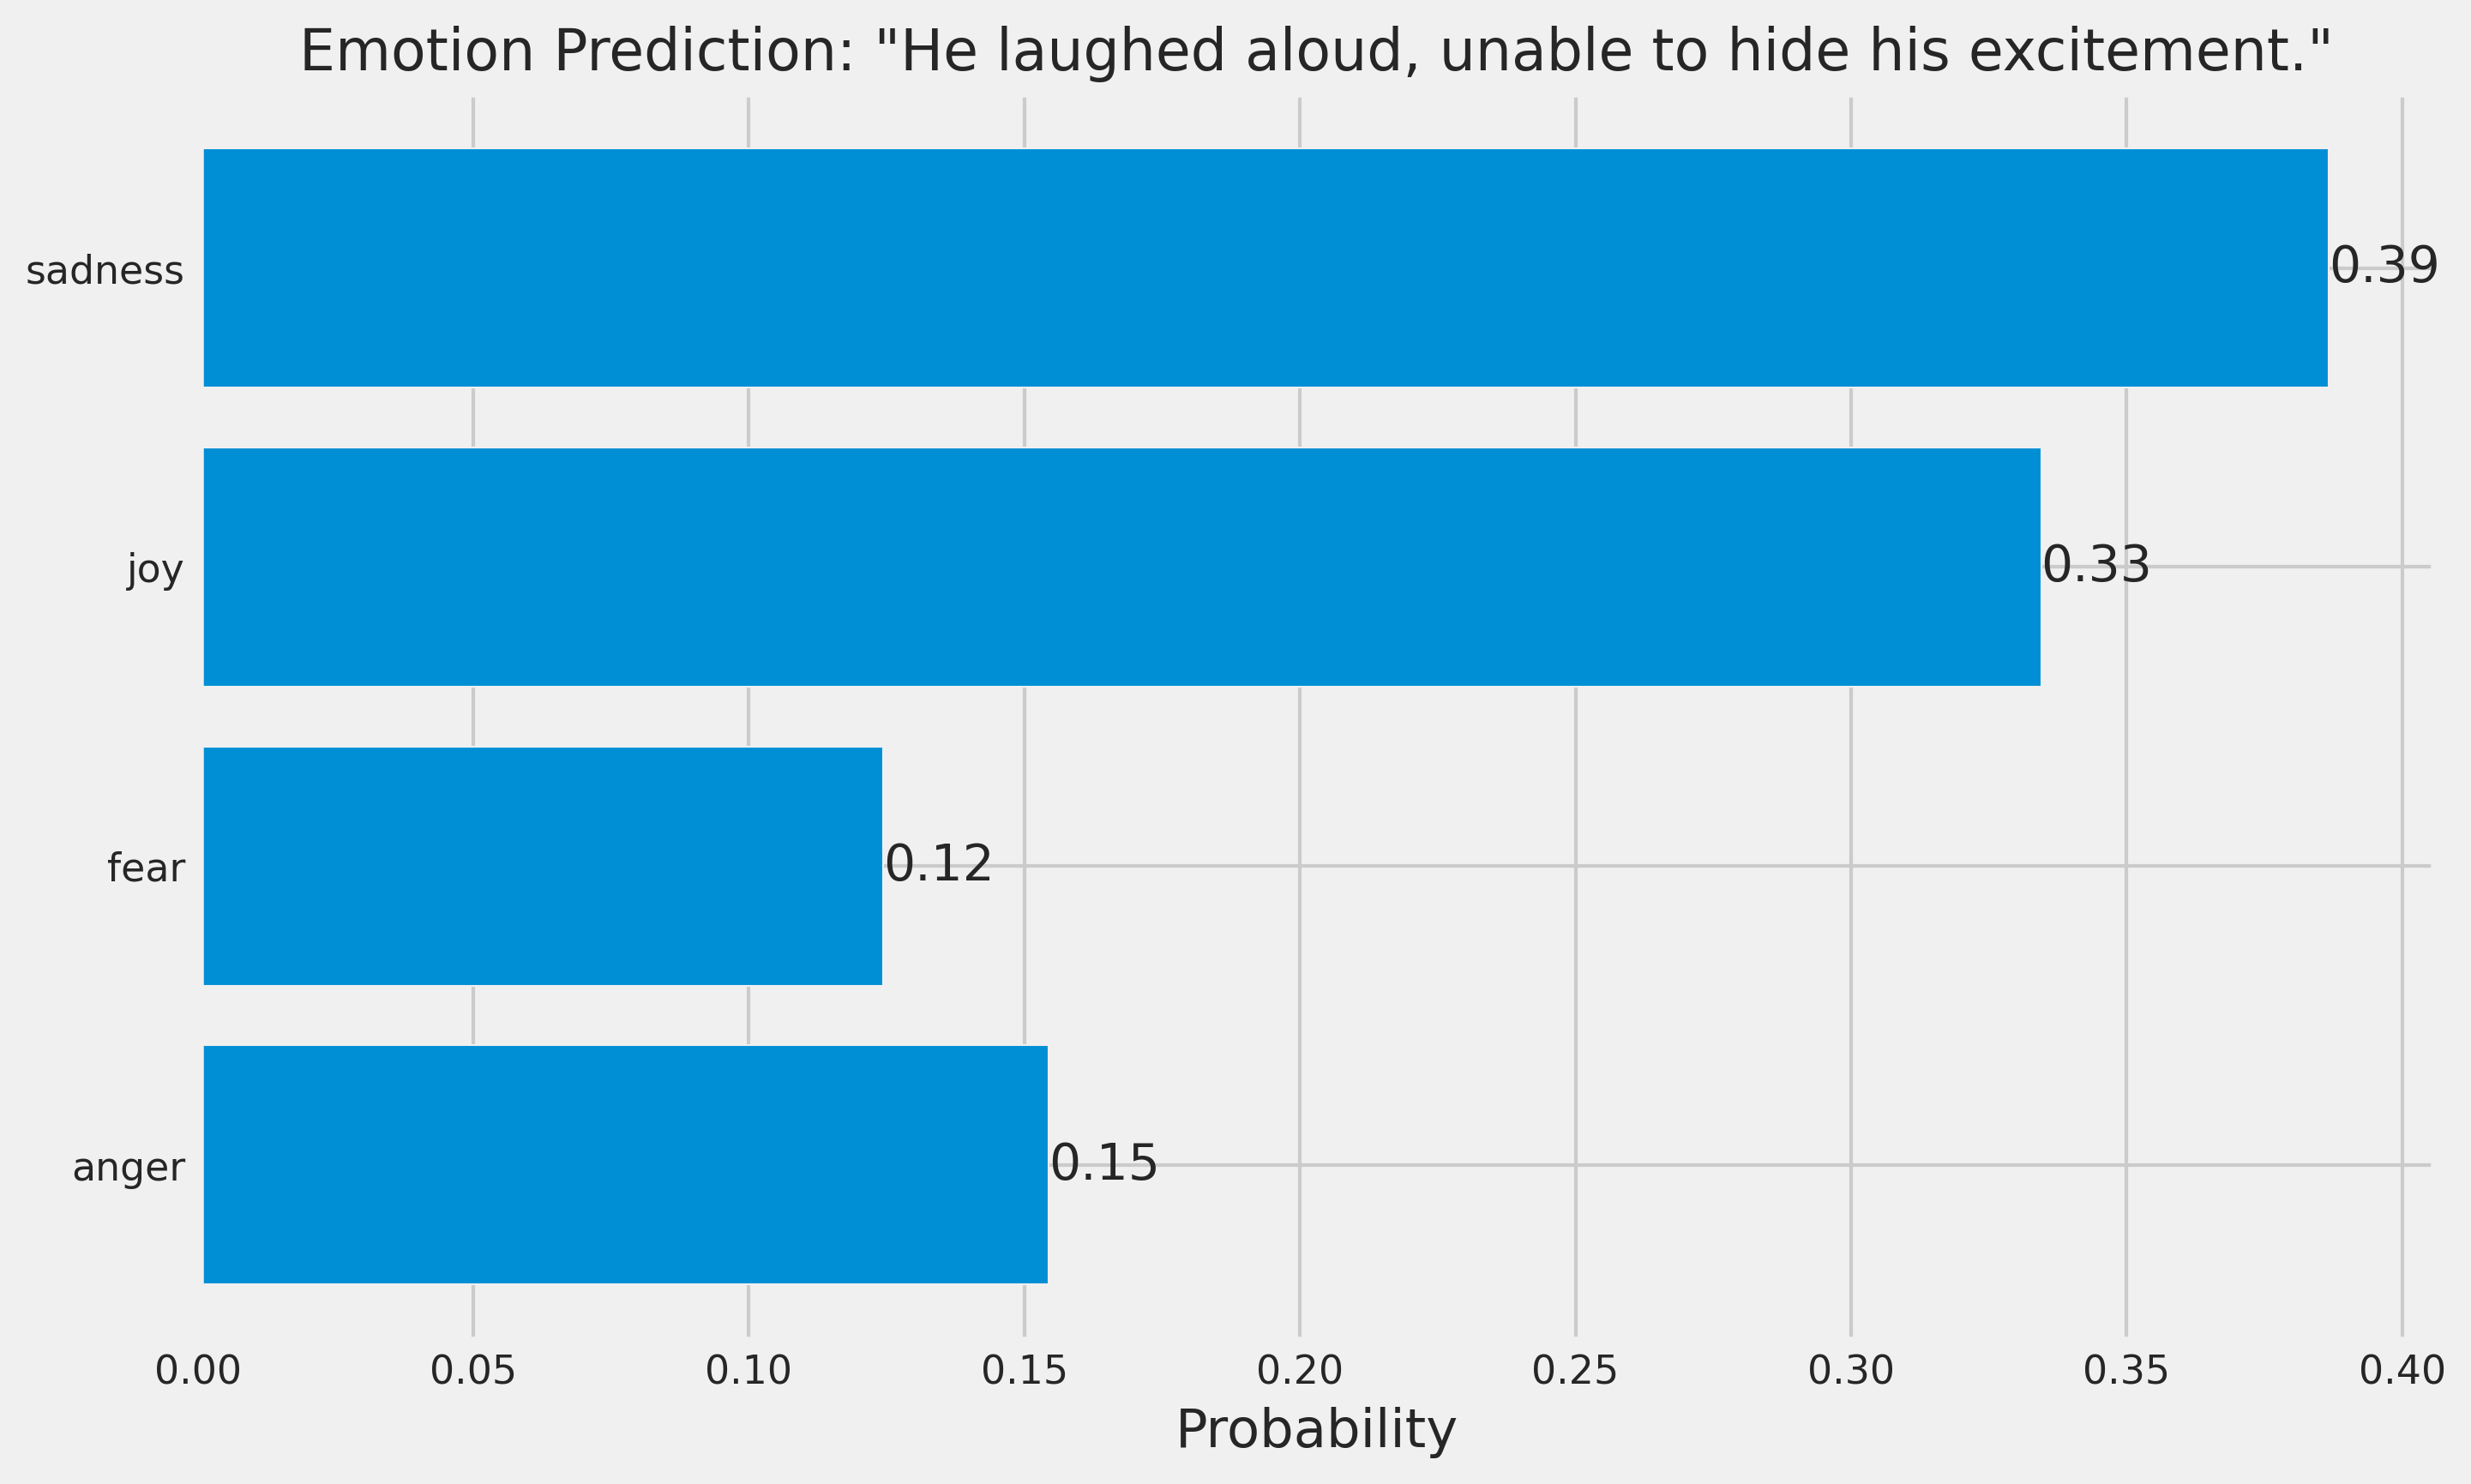 Emotion Prediction: "He laughed aloud, unable to hide his excitement."
sadness
0.39
joy
0.33
fear
0.12
anger
0.15
0.00 0.05 0.10 0.15 0.20 0.25 0.30 0.35 0.40
Probability